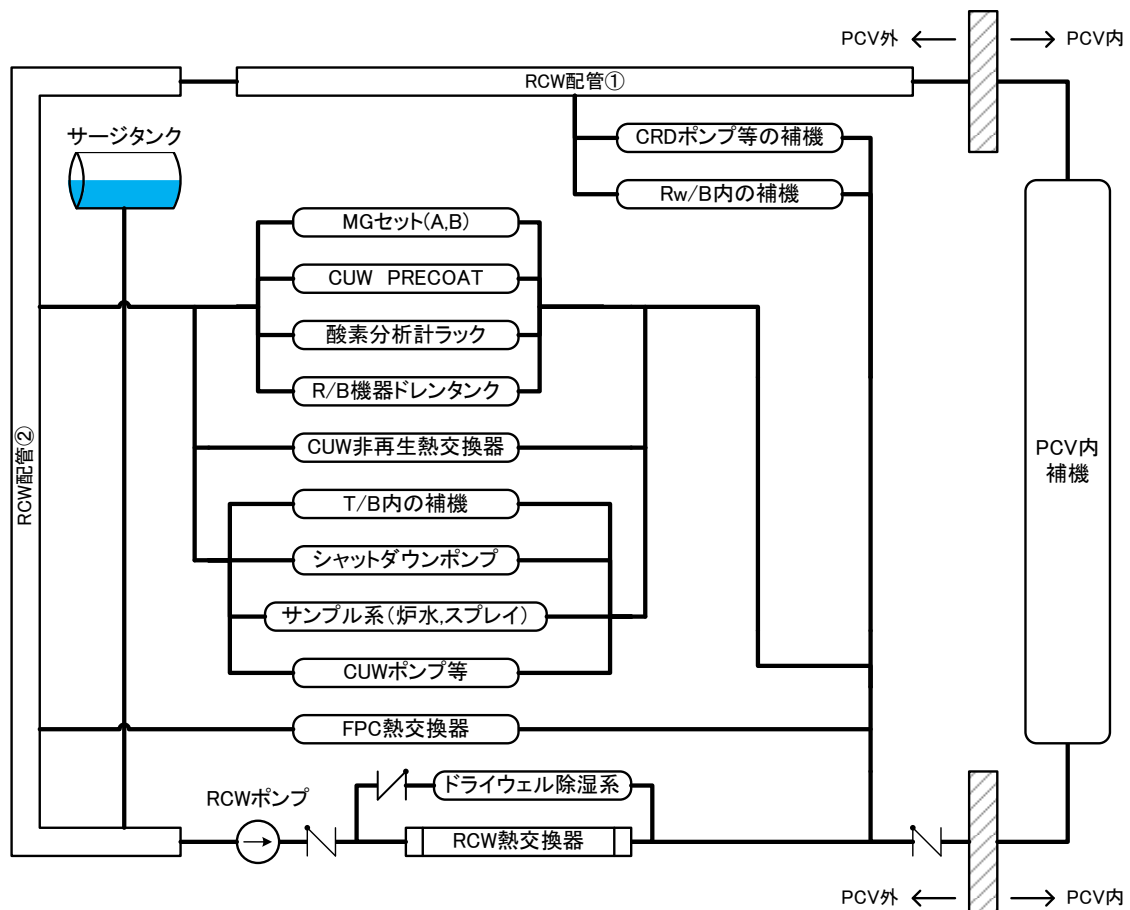 PCV外
PCV内
RCW配管①
サージタンク
CRDポンプ等の補機
Rw/B内の補機
MGセット(A,B)
CUW PRECOAT
酸素分析計ラック
R/B機器ドレンタンク
RCW配管②
CUW非再生熱交換器
PCV内
補機
T/B内の補機
シャットダウンポンプ
サンプル系(炉水,スプレイ)
CUWポンプ等
FPC熱交換器
ドライウェル除湿系
RCWポンプ
RCW熱交換器
PCV外
PCV内